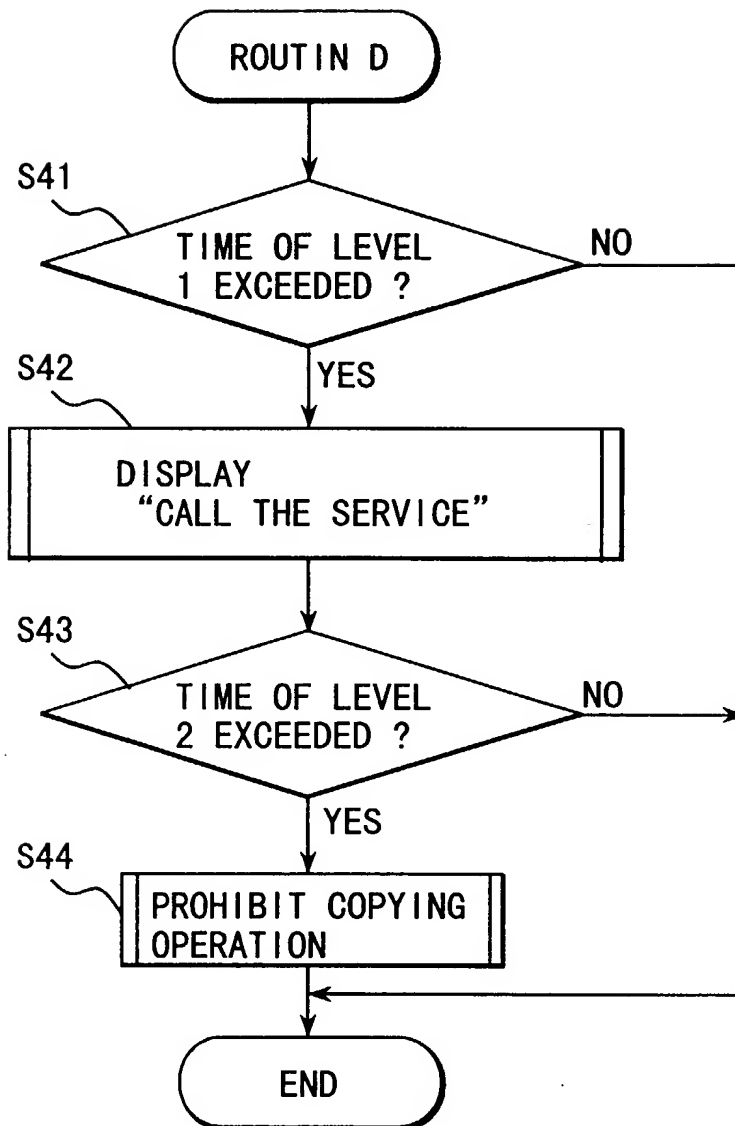 ROUTIN D
S41
TIME OF LEVEL
1 EXCEEDED ?
NO
YES
S42
DISPLAY
“CALL THE SERVICE”
S43
TIME OF LEVEL
2 EXCEEDED ?
NO
YES
S44
PROHIBIT COPYING
OPERATION
END